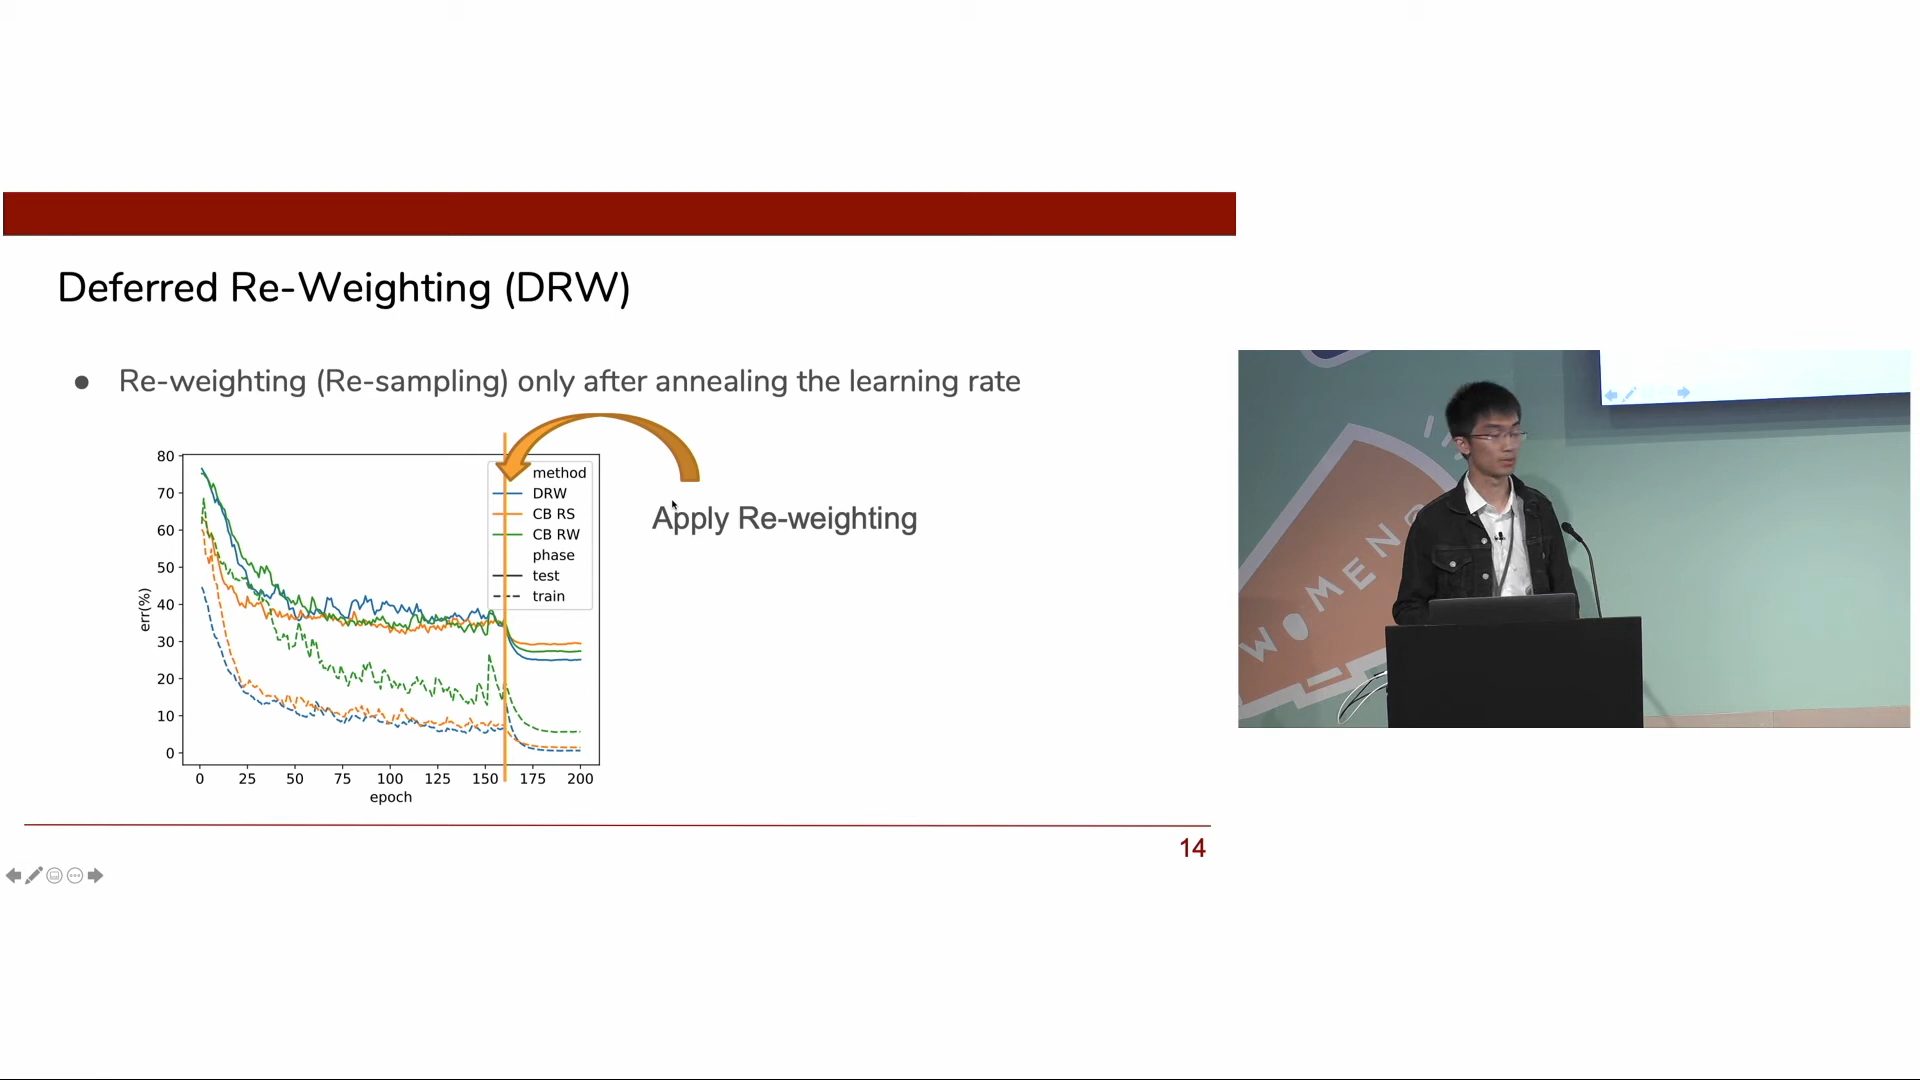 Deferred Re-Weighting (DRW)
● Re-weighting (Re-sampling) only after annealing the learning rate
Apply Re-weighting
80
70
60
50
40
30
20
10
0
err(%)
method
DRW
CB RS
CB RW
phase
test
train
0 25 50 75 100 125 150 175 200
epoch
14
WOMEN